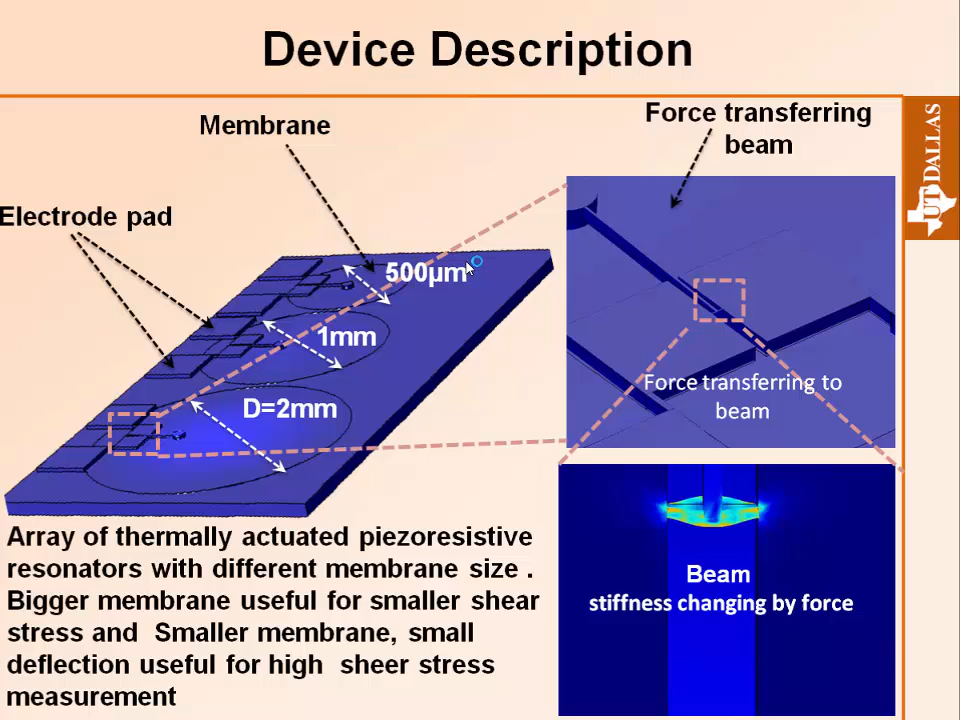 Device Description
Membrane
Force transferring
beam
UT DALLAS
Electrode pad
500µm
1mm
D=2mm
Force transferring to
beam
Beam
stiffness changing by force
Array of thermally actuated piezoresistive
resonators with different membrane size .
Bigger membrane useful for smaller shear
stress and Smaller membrane, small
deflection useful for high sheer stress
measurement